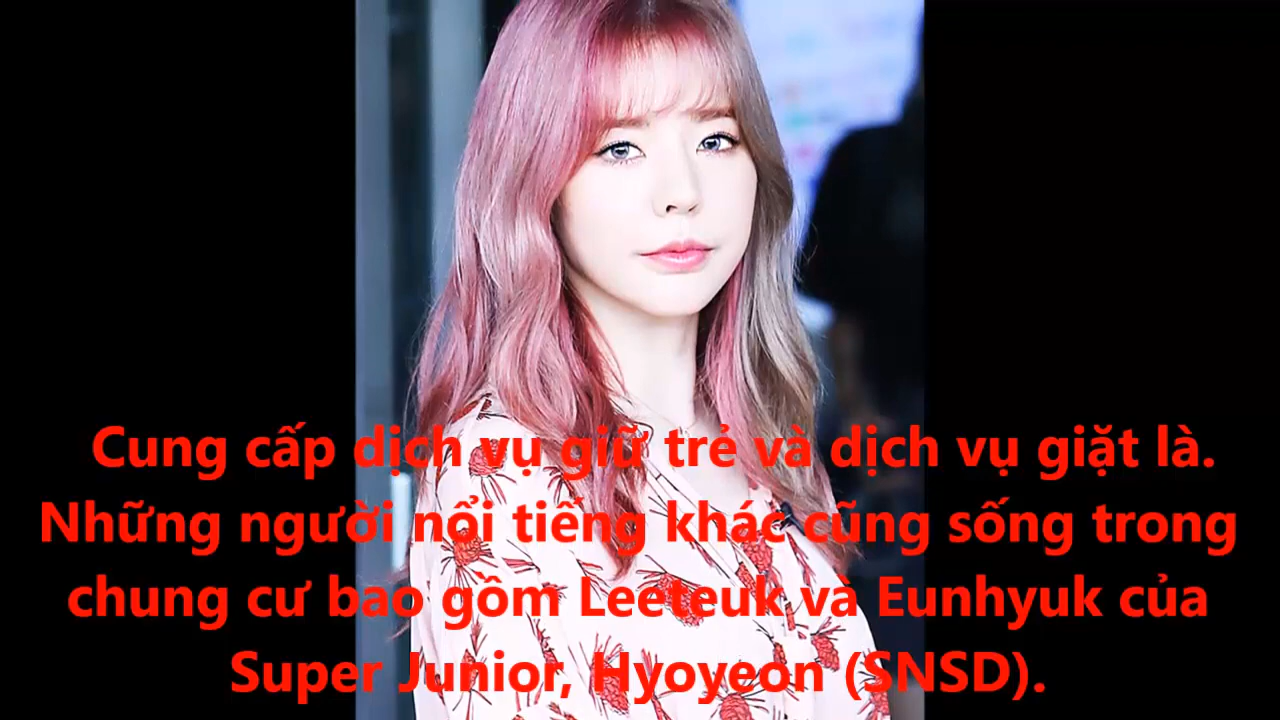 Cung cấp dịch vụ giữ trẻ và dịch vụ giặt là.
Những người nổi tiếng khác cũng sống trong
chung cư bao gồm Leeteuk và Eunhyuk của
Super Junior, Hyoyeon (SNSD).